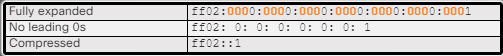 Fully expanded ff02:0000:0000:0000:0000:0000:0000:0001
No leading 0s ff02: 0: 0: 0: 0: 0: 0: 1
Compressed ff02::1